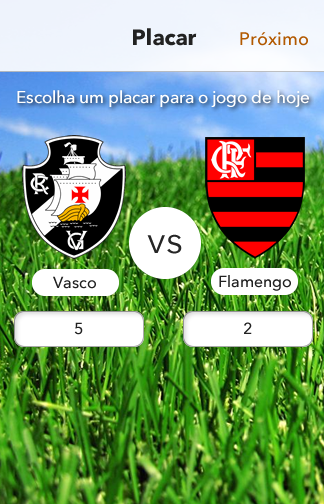 Placar
Próximo
Escolha um placar para o jogo de hoje
VS
Vasco
Flamengo
5
2